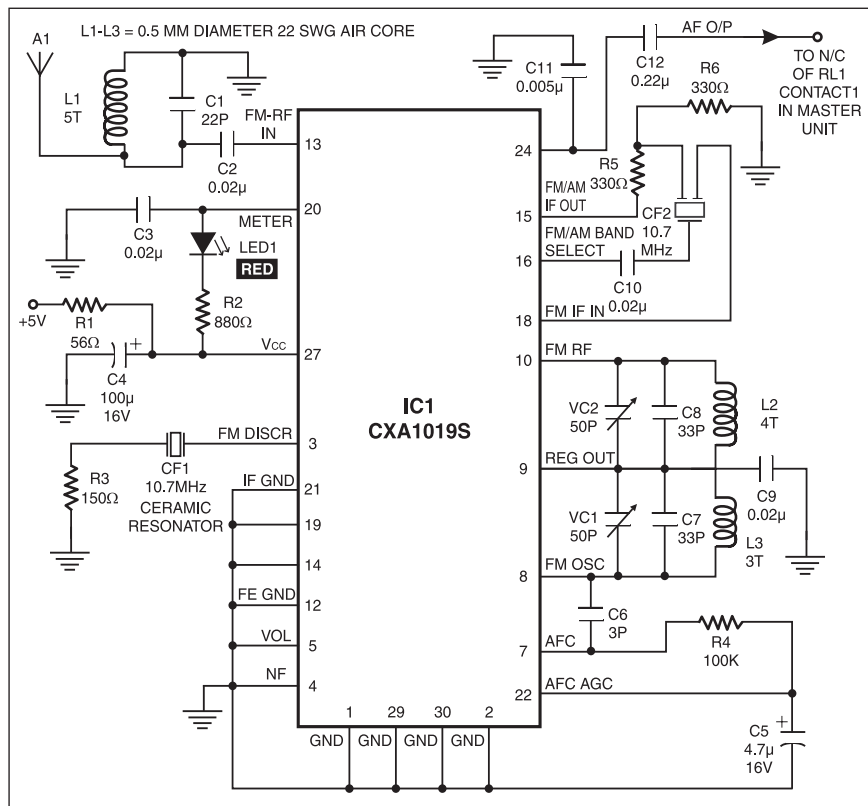 L1-L3 = 0.5 MM DIAMETER 22 SWG AIR CORE
A1
L1
5T
C1
22P
FM-RF
IN
C2
0.02µ
13
C11
0.005µ
C12
0.22µ
AF O/P
TO N/C
OF RL1
CONTACT1
IN MASTER
UNIT
R6
330Ω
24
R5
330Ω
FM/AM
IF OUT
15
CF2
10.7
MHz
FM/AM BAND
SELECT
16
C10
0.02µ
FM IF IN
18
C3
0.02µ
METER
20
LED1
RED
R2
880Ω
+5V
R1
56Ω
+
C4
100µ
16V
Vcc
27
IC1
CXA1019S
FM RF
10
VC2
50P
C8
33P
L2
4T
REG OUT
9
C9
0.02µ
VC1
50P
C7
33P
L3
3T
FM OSC
8
FM DISCR
3
CF1
10.7MHz
CERAMIC
RESONATOR
R3
150Ω
IF GND
21
19
14
FE GND
12
VOL
5
NF
4
C6
3P
AFC
7
R4
100K
AFC AGC
22
+
C5
4.7µ
16V
1
29
30
2
GND
GND
GND
GND